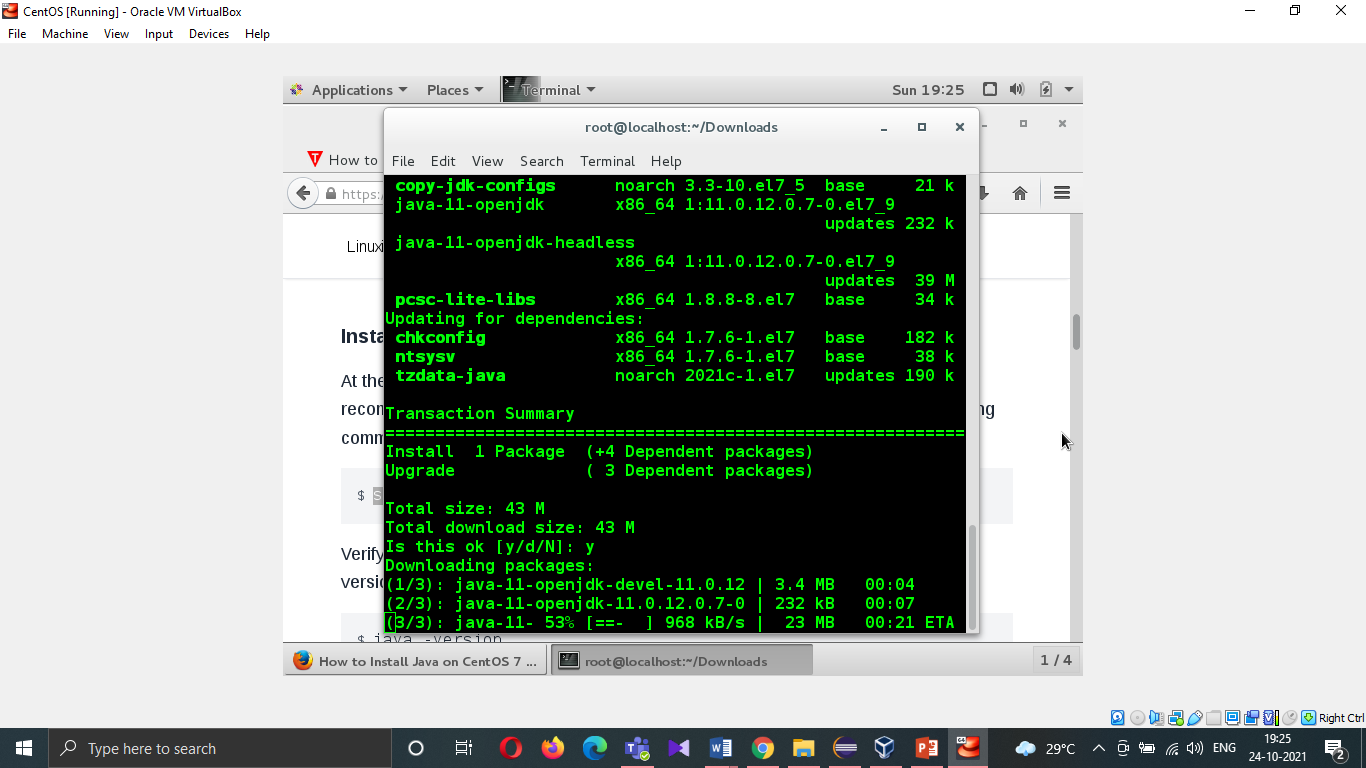 CentOS [Running] - Oracle VM VirtualBox
File Machine View Input Devices Help
Applications Places Terminal Sun 19:25
root@localhost:~/Downloads
How to
File Edit View Search Terminal Help
https:
copy-jdk-configs noarch 3.3-10.el7_5 base 21 k
java-11-openjdk x86_64 1:11.0.12.0.7-0.el7_9
updates 232 k
java-11-openjdk-headless
x86_64 1:11.0.12.0.7-0.el7_9
updates 39 M
pcsc-lite-libs x86_64 1.8.8-8.el7 base 34 k
Updating for dependencies:
chkconfig x86_64 1.7.6-1.el7 base 182 k
ntsysv x86_64 1.7.6-1.el7 base 38 k
tzdata-java noarch 2021c-1.el7 updates 190 k
Transaction Summary
==========================================================
Install 1 Package (+4 Dependent packages)
Upgrade ( 3 Dependent packages)
Total size: 43 M
Total download size: 43 M
Is this ok [y/d/N]: y
Downloading packages:
(1/3): java-11-openjdk-devel-11.0.12 | 3.4 MB 00:04
(2/3): java-11-openjdk-11.0.12.0.7-0 | 232 kB 00:07
(3/3): java-11- 53% [==- ] 968 kB/s | 23 MB 00:21 ETA
Linuxi
Insta
At the
recom ng
comm
$ s
Verify
versio
$ java -version
How to Install Java on CentOS 7 ... root@localhost:~/Downloads 1 / 4
Right Ctrl
Type here to search 29°C ENG 19:25
24-10-2021 2